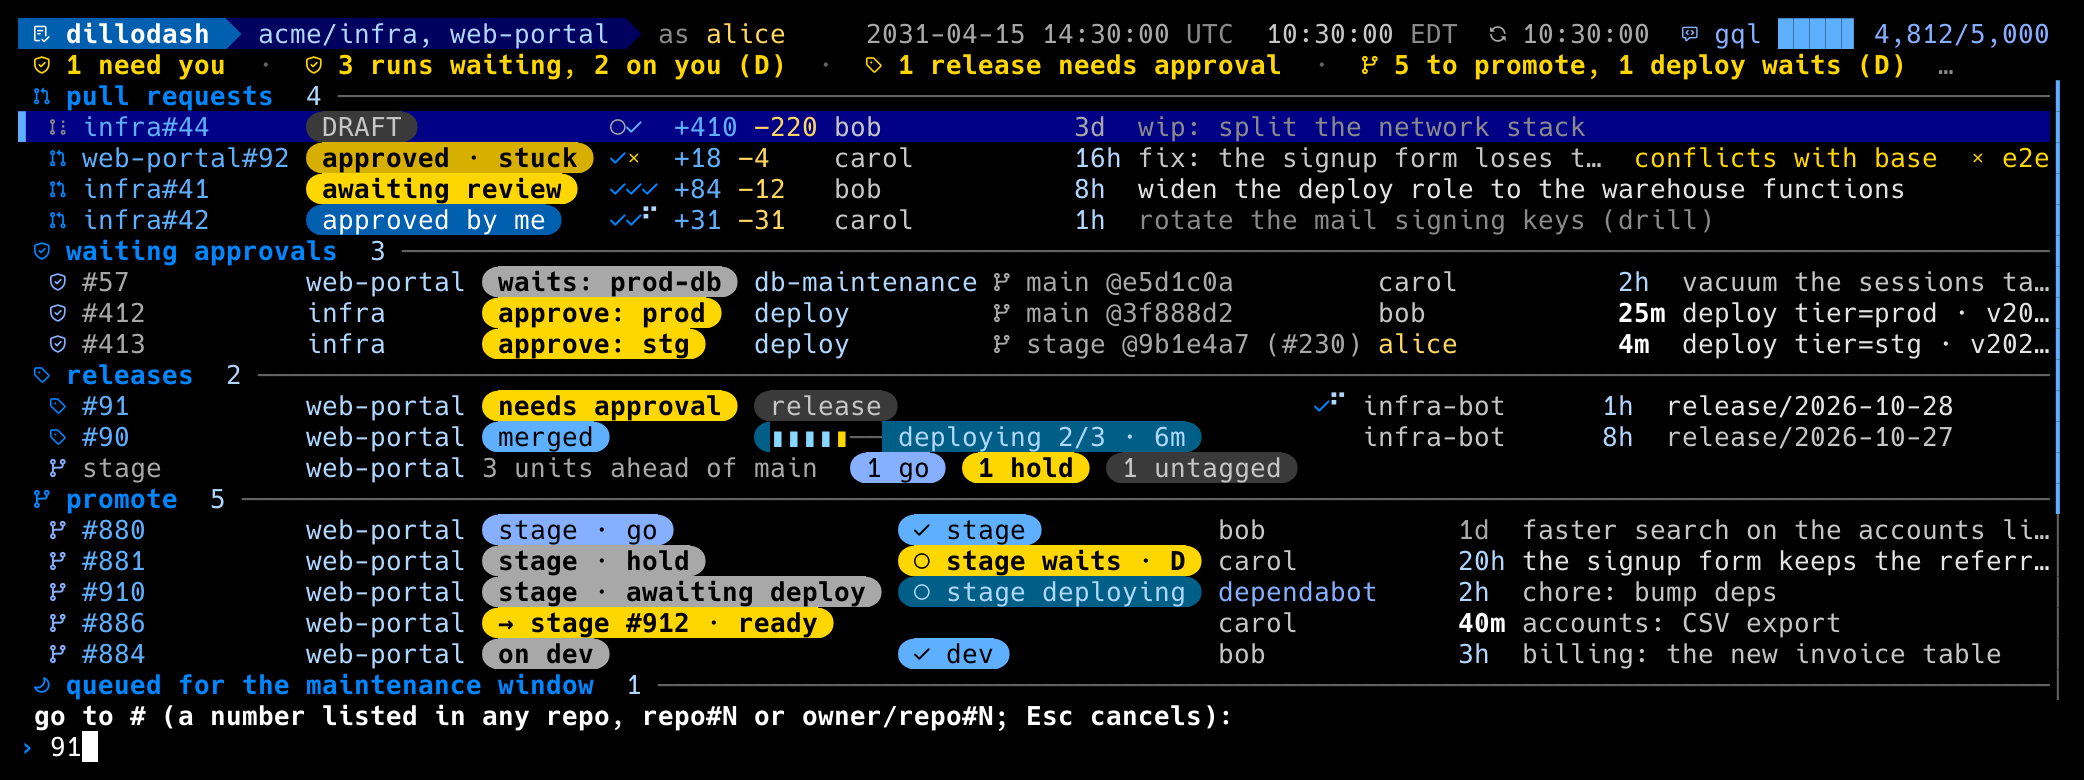 dillodash acme/infra, web-portal as alice 2031-04-15 14:30:00 UTC 10:30:00 EDT 10:30:00 gql 4,812/5,000
1 need you · 3 runs waiting, 2 on you (D) · 1 release needs approval · 5 to promote, 1 deploy waits (D) …
pull requests 4
infra#44 DRAFT ○✓ +410 −220 bob 3d wip: split the network stack
web-portal#92 approved · stuck ✓× +18 −4 carol 16h fix: the signup form loses t… conflicts with base × e2e
infra#41 awaiting review ✓✓✓ +84 −12 bob 8h widen the deploy role to the warehouse functions
infra#42 approved by me ✓✓ +31 −31 carol 1h rotate the mail signing keys (drill)
waiting approvals 3
#57 web-portal waits: prod-db db-maintenance main @e5d1c0a carol 2h vacuum the sessions ta…
#412 infra approve: prod deploy main @3f888d2 bob 25m deploy tier=prod · v20…
#413 infra approve: stg deploy stage @9b1e4a7 (#230) alice 4m deploy tier=stg · v202…
releases 2
#91 web-portal needs approval release ✓ infra-bot 1h release/2026-10-28
#90 web-portal merged deploying 2/3 · 6m infra-bot 8h release/2026-10-27
stage web-portal 3 units ahead of main 1 go 1 hold 1 untagged
promote 5
#880 web-portal stage · go ✓ stage bob 1d faster search on the accounts li…
#881 web-portal stage · hold ○ stage waits · D carol 20h the signup form keeps the referr…
#910 web-portal stage · awaiting deploy ○ stage deploying dependabot 2h chore: bump deps
#886 web-portal → stage #912 · ready carol 40m accounts: CSV export
#884 web-portal on dev ✓ dev bob 3h billing: the new invoice table
queued for the maintenance window 1
go to # (a number listed in any repo, repo#N or owner/repo#N; Esc cancels):
› 91